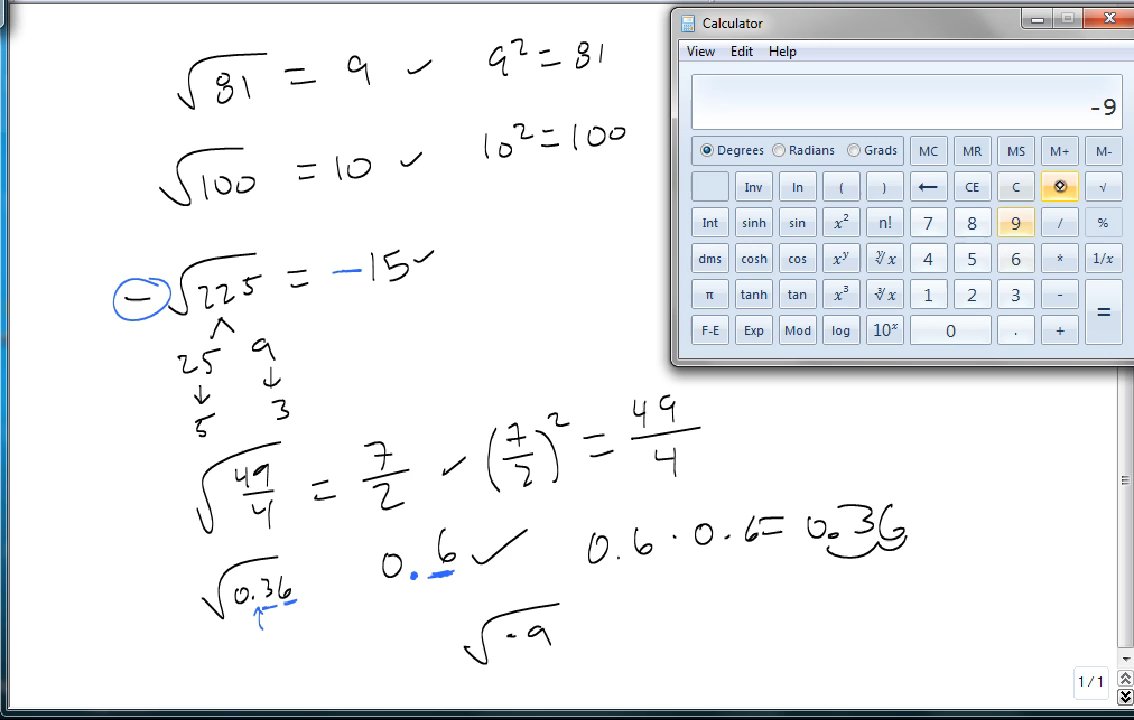 √81 = 9 ✓ 9² = 81
√100 = 10 ✓ 10² = 100
−√225 = −15 ✓
25 9
5 3
√(49/4) = 7/2 ✓ (7/2)² = 49/4
√0.36 0.6 ✓ 0.6 · 0.6 = 0.36
√-9
Calculator
View Edit Help
-9
Degrees Radians Grads MC MR MS M+ M-
Inv ln ( ) ← CE C √
Int sinh sin x² n! 7 8 9 / %
dms cosh cos xʸ ʸ√x 4 5 6 * 1/x
π tanh tan x³ ³√x 1 2 3 - =
F-E Exp Mod log 10ˣ 0 . +
1/1